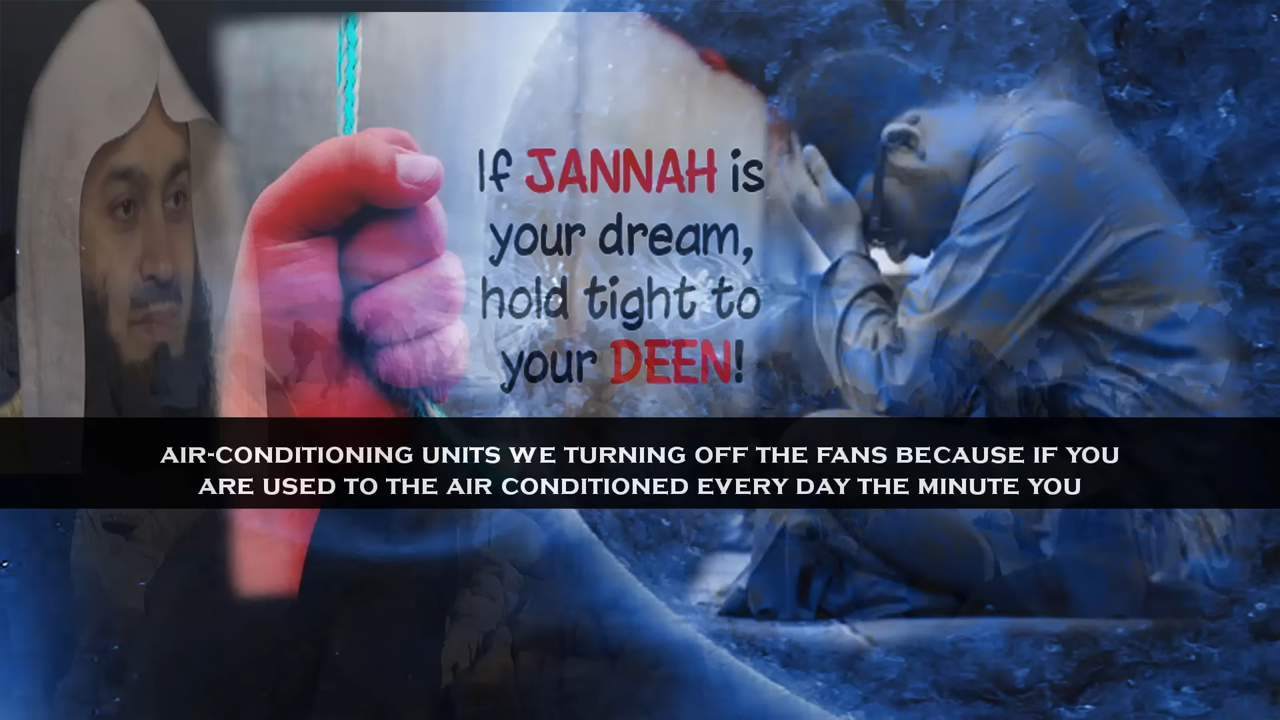 If JANNAH is
your dream,
hold tight to
your DEEN!
AIR-CONDITIONING UNITS WE TURNING OFF THE FANS BECAUSE IF YOU
ARE USED TO THE AIR CONDITIONED EVERY DAY THE MINUTE YOU